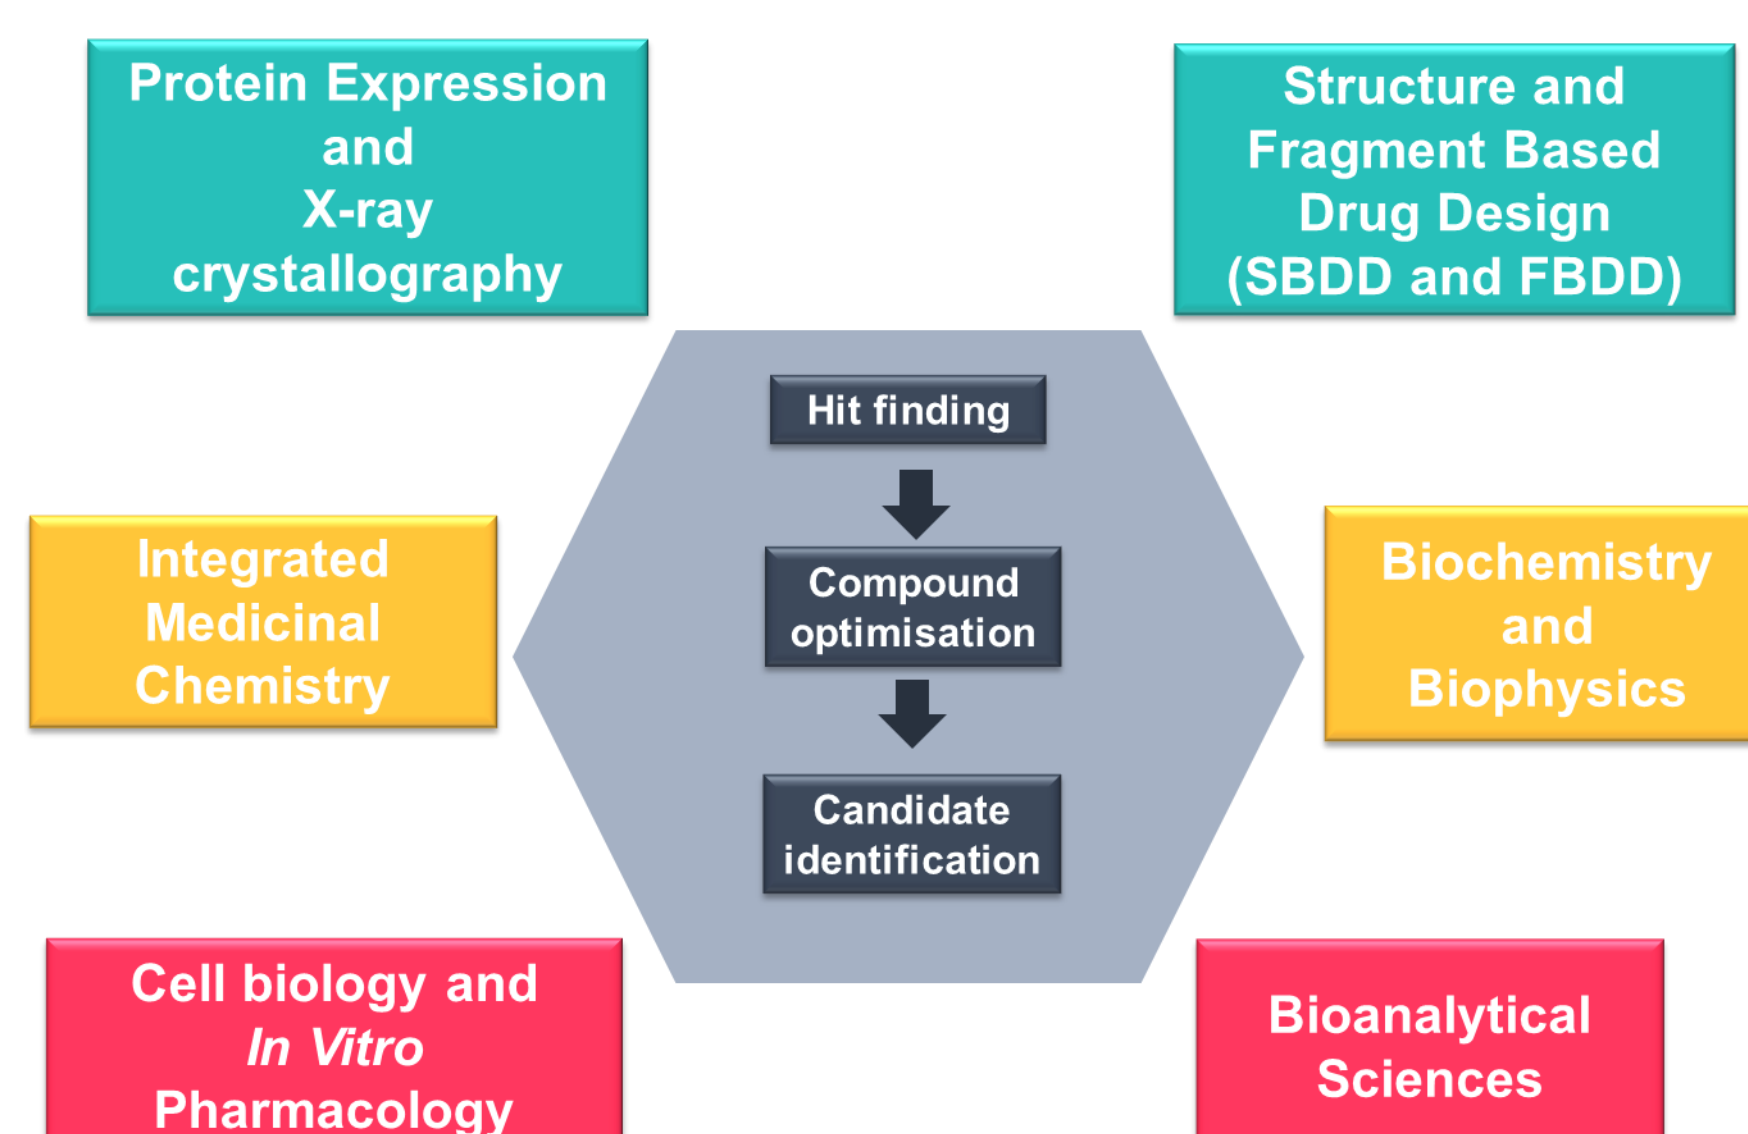 Protein Expression
and
X-ray
crystallography
Structure and
Fragment Based
Drug Design
(SBDD and FBDD)
Hit finding
Compound
optimisation
Candidate
identification
Integrated
Medicinal
Chemistry
Biochemistry
and
Biophysics
Cell biology and
In Vitro
Pharmacology
Bioanalytical
Sciences